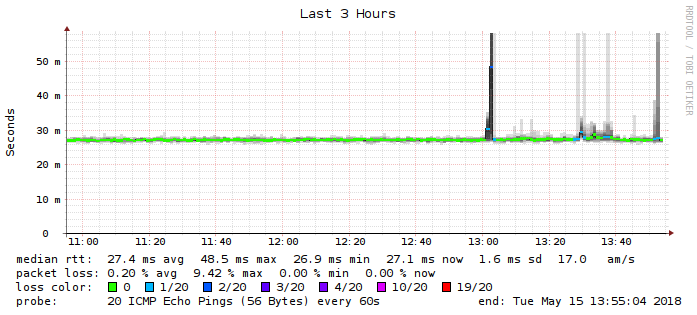 Last 3 Hours
RRDTOOL / TOBI OETIKER
Seconds
50 m
40 m
30 m
20 m
10 m
0
11:00 11:20 11:40 12:00 12:20 12:40 13:00 13:20 13:40
median rtt: 27.4 ms avg 48.5 ms max 26.9 ms min 27.1 ms now 1.6 ms sd 17.0 am/s
packet loss: 0.20 % avg 9.42 % max 0.00 % min 0.00 % now
loss color: 0 1/20 2/20 3/20 4/20 10/20 19/20
probe: 20 ICMP Echo Pings (56 Bytes) every 60s end: Tue May 15 13:55:04 2018